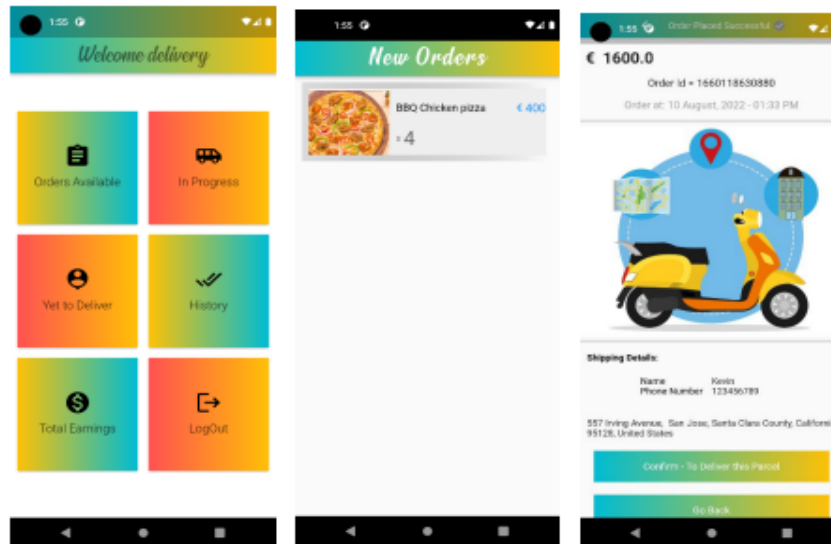 1:55
Welcome delivery
Orders Available
In Progress
Yet to Deliver
History
Total Earnings
LogOut
1:55
New Orders
BBQ Chicken pizza
€ 400
4
1:55
Order Placed Successful
€ 1600.0
Order Id = 1660118630880
Order at: 10 August, 2022 - 01:33 PM
Shipping Details:
Name Kevin
Phone Number 123456789
557 Irving Avenue, San Jose, Santa Clara County, Californi
95128, United States
Confirm - To Deliver this Parcel
Go Back